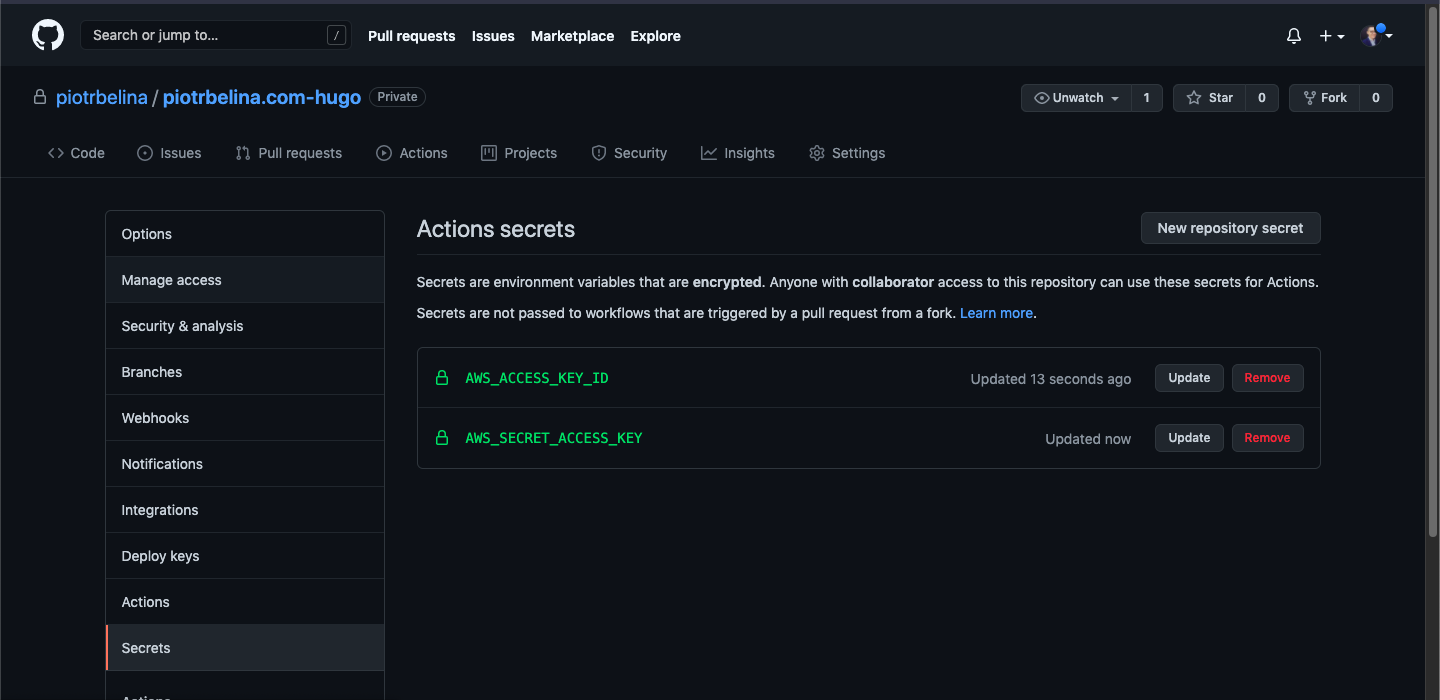 Search or jump to... / Pull requests Issues Marketplace Explore
piotrbelina / piotrbelina.com-hugo Private Unwatch 1 Star 0 Fork 0
Code Issues Pull requests Actions Projects Security Insights Settings
Options
Manage access
Security & analysis
Branches
Webhooks
Notifications
Integrations
Deploy keys
Actions
Secrets
Actions
Actions secrets New repository secret
Secrets are environment variables that are encrypted. Anyone with collaborator access to this repository can use these secrets for Actions.
Secrets are not passed to workflows that are triggered by a pull request from a fork. Learn more.
AWS_ACCESS_KEY_ID Updated 13 seconds ago Update Remove
AWS_SECRET_ACCESS_KEY Updated now Update Remove